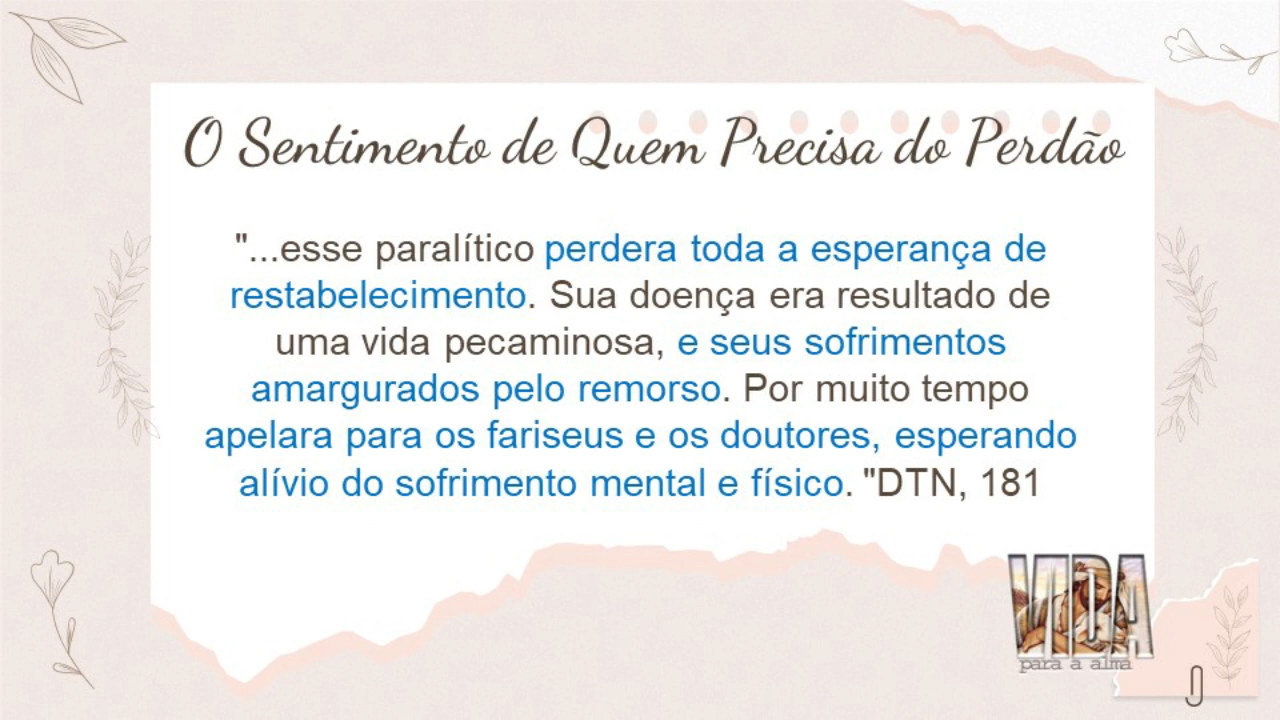 O Sentimento de Quem Precisa do Perdão
"...esse paralítico perdera toda a esperança de
restabelecimento. Sua doença era resultado de
uma vida pecaminosa, e seus sofrimentos
amargurados pelo remorso. Por muito tempo
apelara para os fariseus e os doutores, esperando
alívio do sofrimento mental e físico. "DTN, 181
VIDA
para a alma